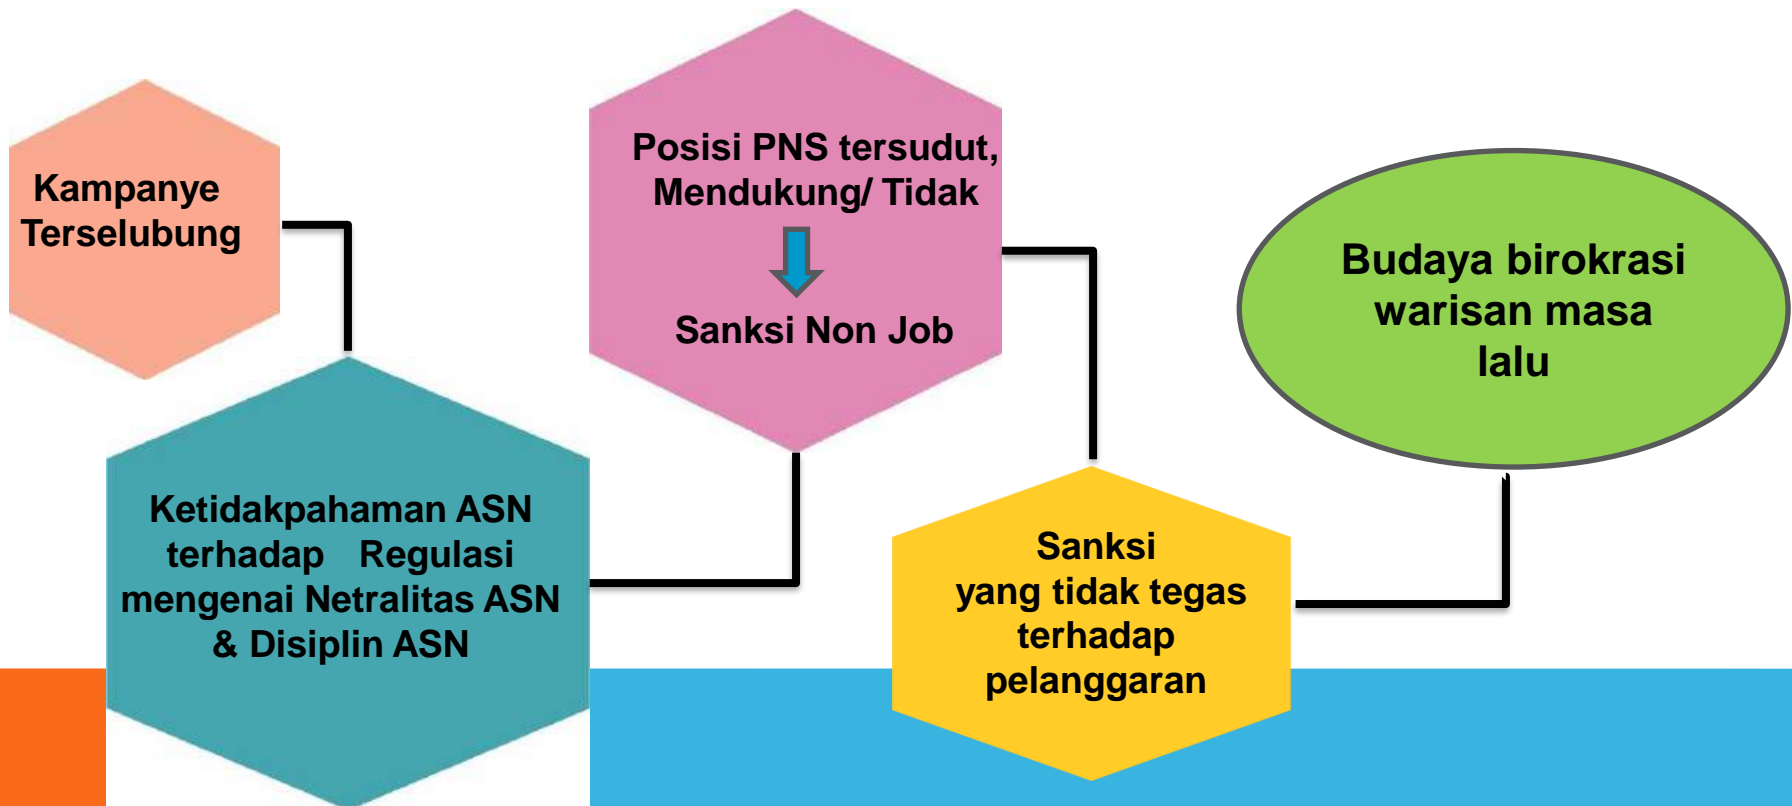 Kampanye
Terselubung
Ketidakpahaman ASN
terhadap Regulasi
mengenai Netralitas ASN
& Disiplin ASN
Posisi PNS tersudut,
Mendukung/ Tidak
Sanksi Non Job
Sanksi
yang tidak tegas
terhadap
pelanggaran
Budaya birokrasi
warisan masa
lalu